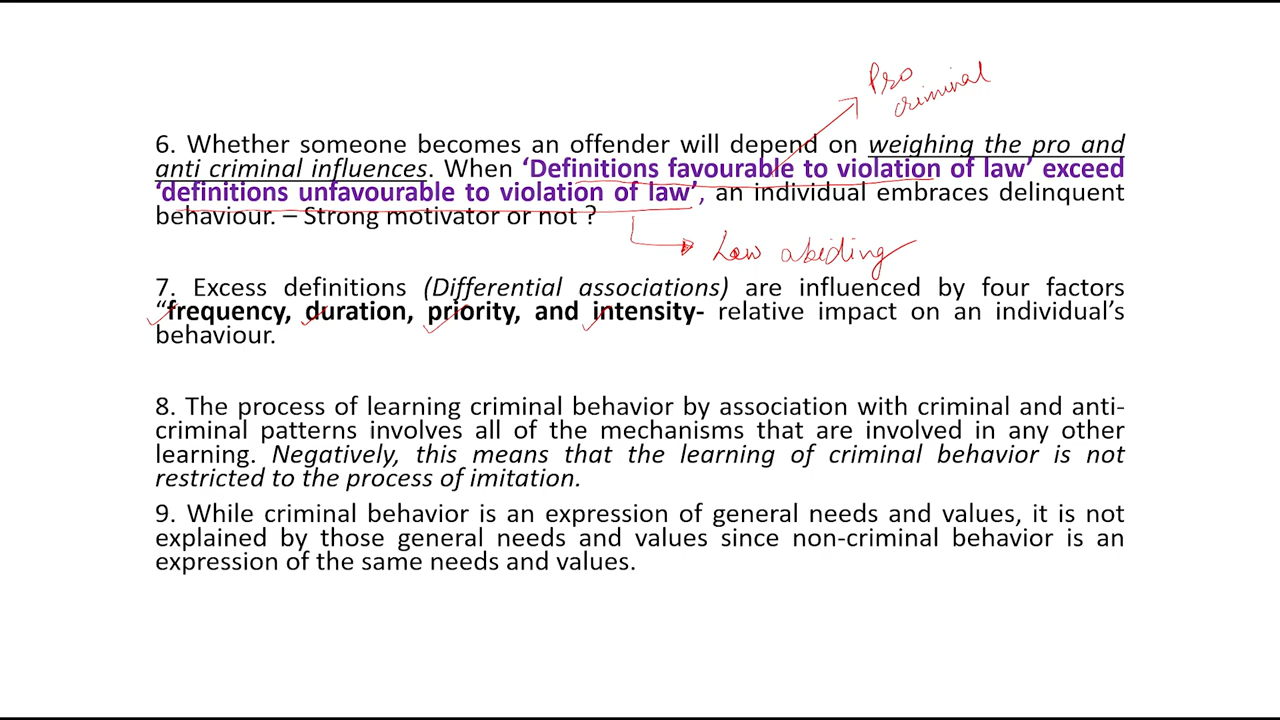 Pro
criminal
6. Whether someone becomes an offender will depend on weighing the pro and
anti criminal influences. When ‘Definitions favourable to violation of law’ exceed
‘definitions unfavourable to violation of law’, an individual embraces delinquent
behaviour. – Strong motivator or not ?
Law abiding
7. Excess definitions (Differential associations) are influenced by four factors
“frequency, duration, priority, and intensity- relative impact on an individual’s
behaviour.
8. The process of learning criminal behavior by association with criminal and anti-
criminal patterns involves all of the mechanisms that are involved in any other
learning. Negatively, this means that the learning of criminal behavior is not
restricted to the process of imitation.
9. While criminal behavior is an expression of general needs and values, it is not
explained by those general needs and values since non-criminal behavior is an
expression of the same needs and values.